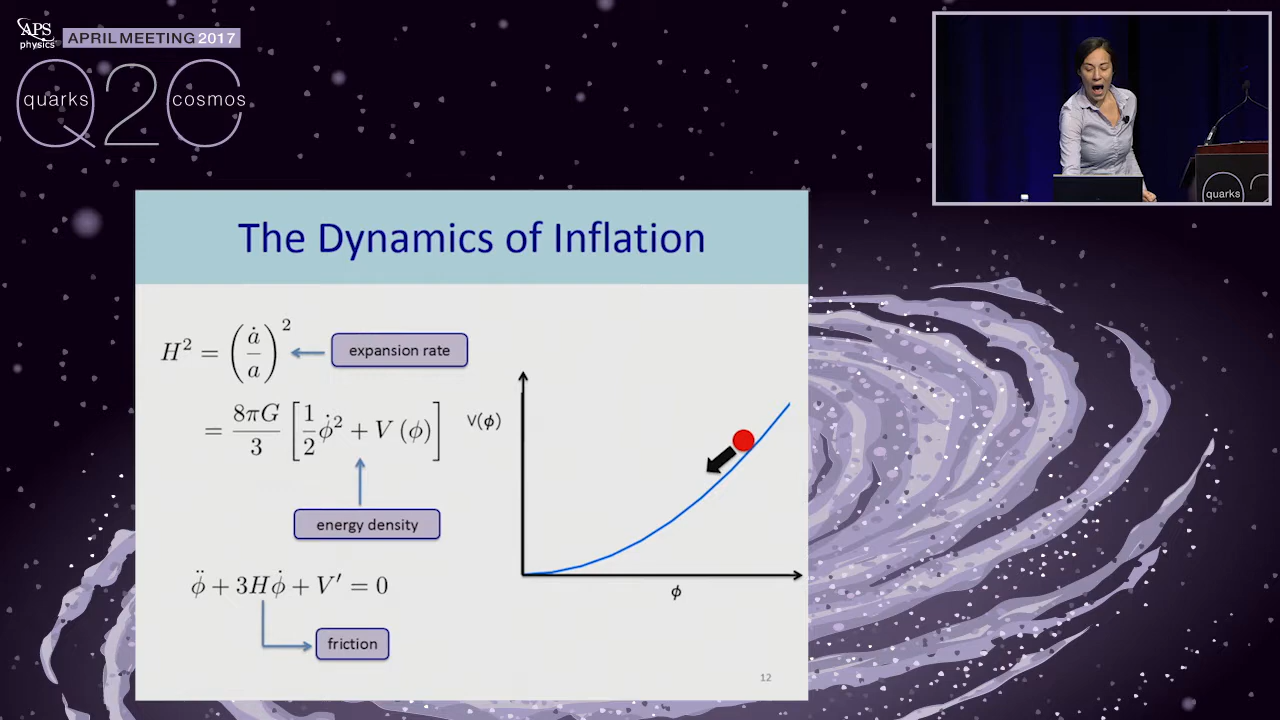 APS
physics
APRIL MEETING 2017
quarks Q2C cosmos
quarks 2
The Dynamics of Inflation
H² = (ȧ/a)²
expansion rate
= 8πG/3 [1/2 φ̇² + V (φ)]
V(φ)
energy density
φ̈ + 3Hφ̇ + V′ = 0
φ
friction
12